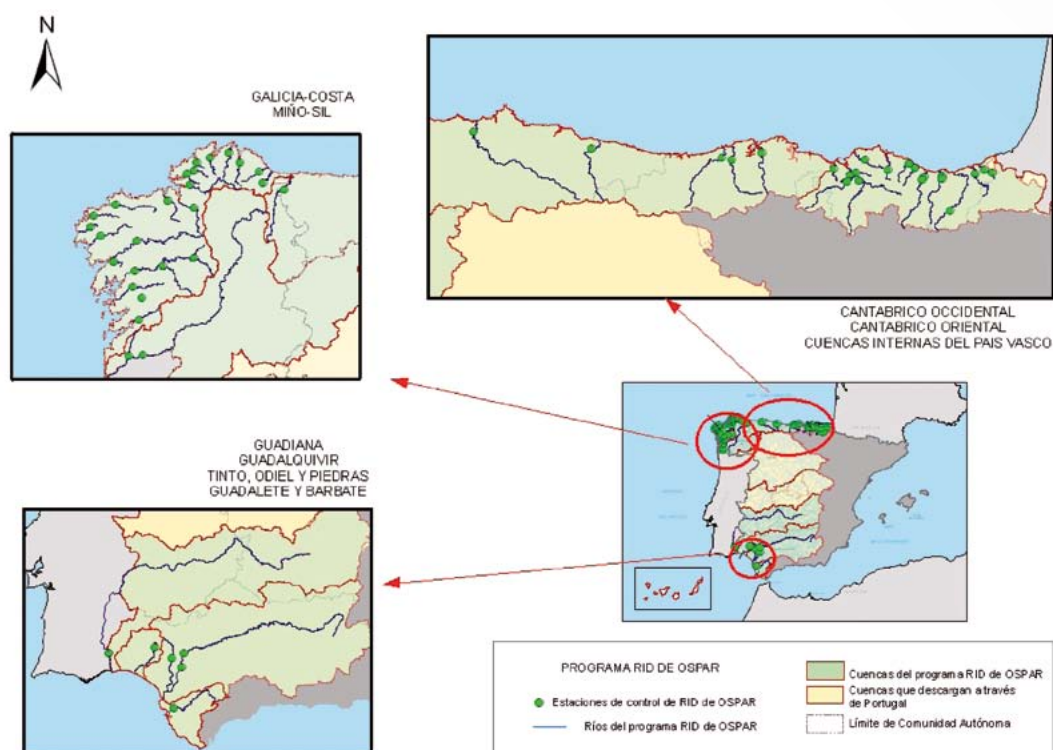 N
GALICIA-COSTA
MIÑO-SIL
CANTABRICO OCCIDENTAL
CANTABRICO ORIENTAL
CUENCAS INTERNAS DEL PAIS VASCO
GUADIANA
GUADALQUIVIR
TINTO, ODIEL Y PIEDRAS
GUADALETE Y BARBATE
PROGRAMA RID DE OSPAR
Estaciones de control de RID de OSPAR
Ríos del programa RID DE OSPAR
Cuencas del programa RID de OSPAR
Cuencas que descargan a través
de Portugal
Límite de Comunidad Autónoma